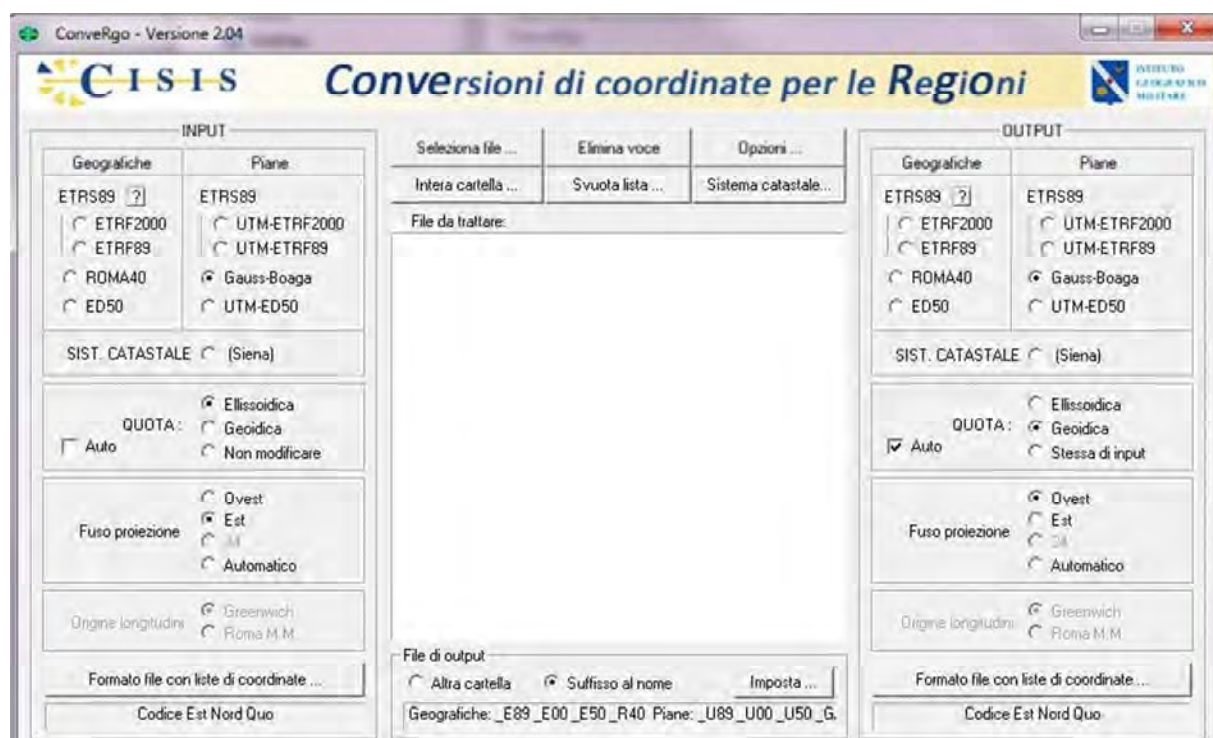 ConveRgo - Versione 2.04
CISIS
Conversioni di coordinate per le Regioni
ISTITUTO
GEOGRAFICO
MILITARE
INPUT
Geografiche
Piane
ETRS89 ?
ETRS89
ETRF2000
UTM-ETRF2000
ETRF89
UTM-ETRF89
ROMA40
Gauss-Boaga
ED50
UTM-ED50
SIST. CATASTALE
(Siena)
QUOTA :
Auto
Ellissoidica
Geoidica
Non modificare
Fuso proiezione
Ovest
Est
Automatico
Origine longitudini
Greenwich
Roma M.M.
Formato file con liste di coordinate ...
Codice Est Nord Quo
Seleziona file ...
Elimina voce
Opzioni ...
Intera cartella ...
Svuota lista ...
Sistema catastale...
File da trattare:
File di output
Altra cartella
Suffisso al nome
Imposta ...
Geografiche: _E89 _E00 _E50 _R40 Piane: _U89 _U00 _U50 _G.
OUTPUT
Geografiche
Piane
ETRS89 ?
ETRS89
ETRF2000
UTM-ETRF2000
ETRF89
UTM-ETRF89
ROMA40
Gauss-Boaga
ED50
UTM-ED50
SIST. CATASTALE
(Siena)
QUOTA :
Auto
Ellissoidica
Geoidica
Stessa di input
Fuso proiezione
Ovest
Est
Automatico
Origine longitudini
Greenwich
Roma M.M.
Formato file con liste di coordinate ...
Codice Est Nord Quo